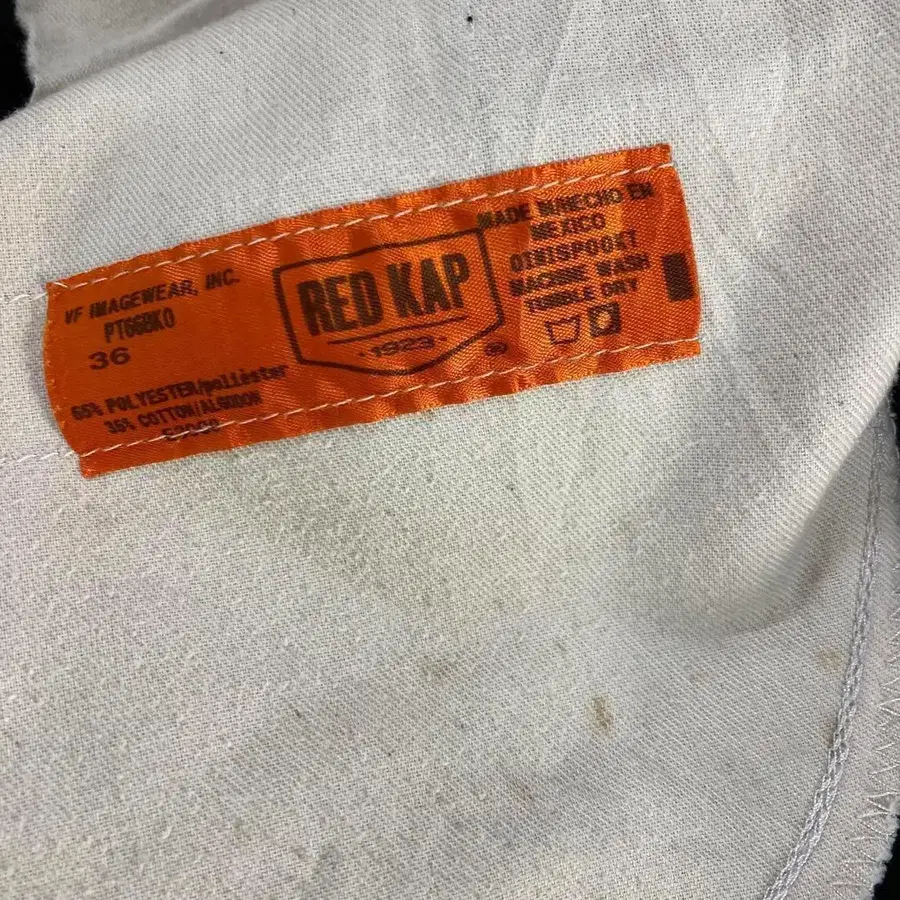 VF IMAGEWEAR, INC.
PT66BK0
36
65% POLYESTER/poliéster
35% COTTON/ALGODON
RED KAP
·1923·
®
MADE IN/HECHO EN
MEXICO
MACHINE WASH
TUMBLE DRY